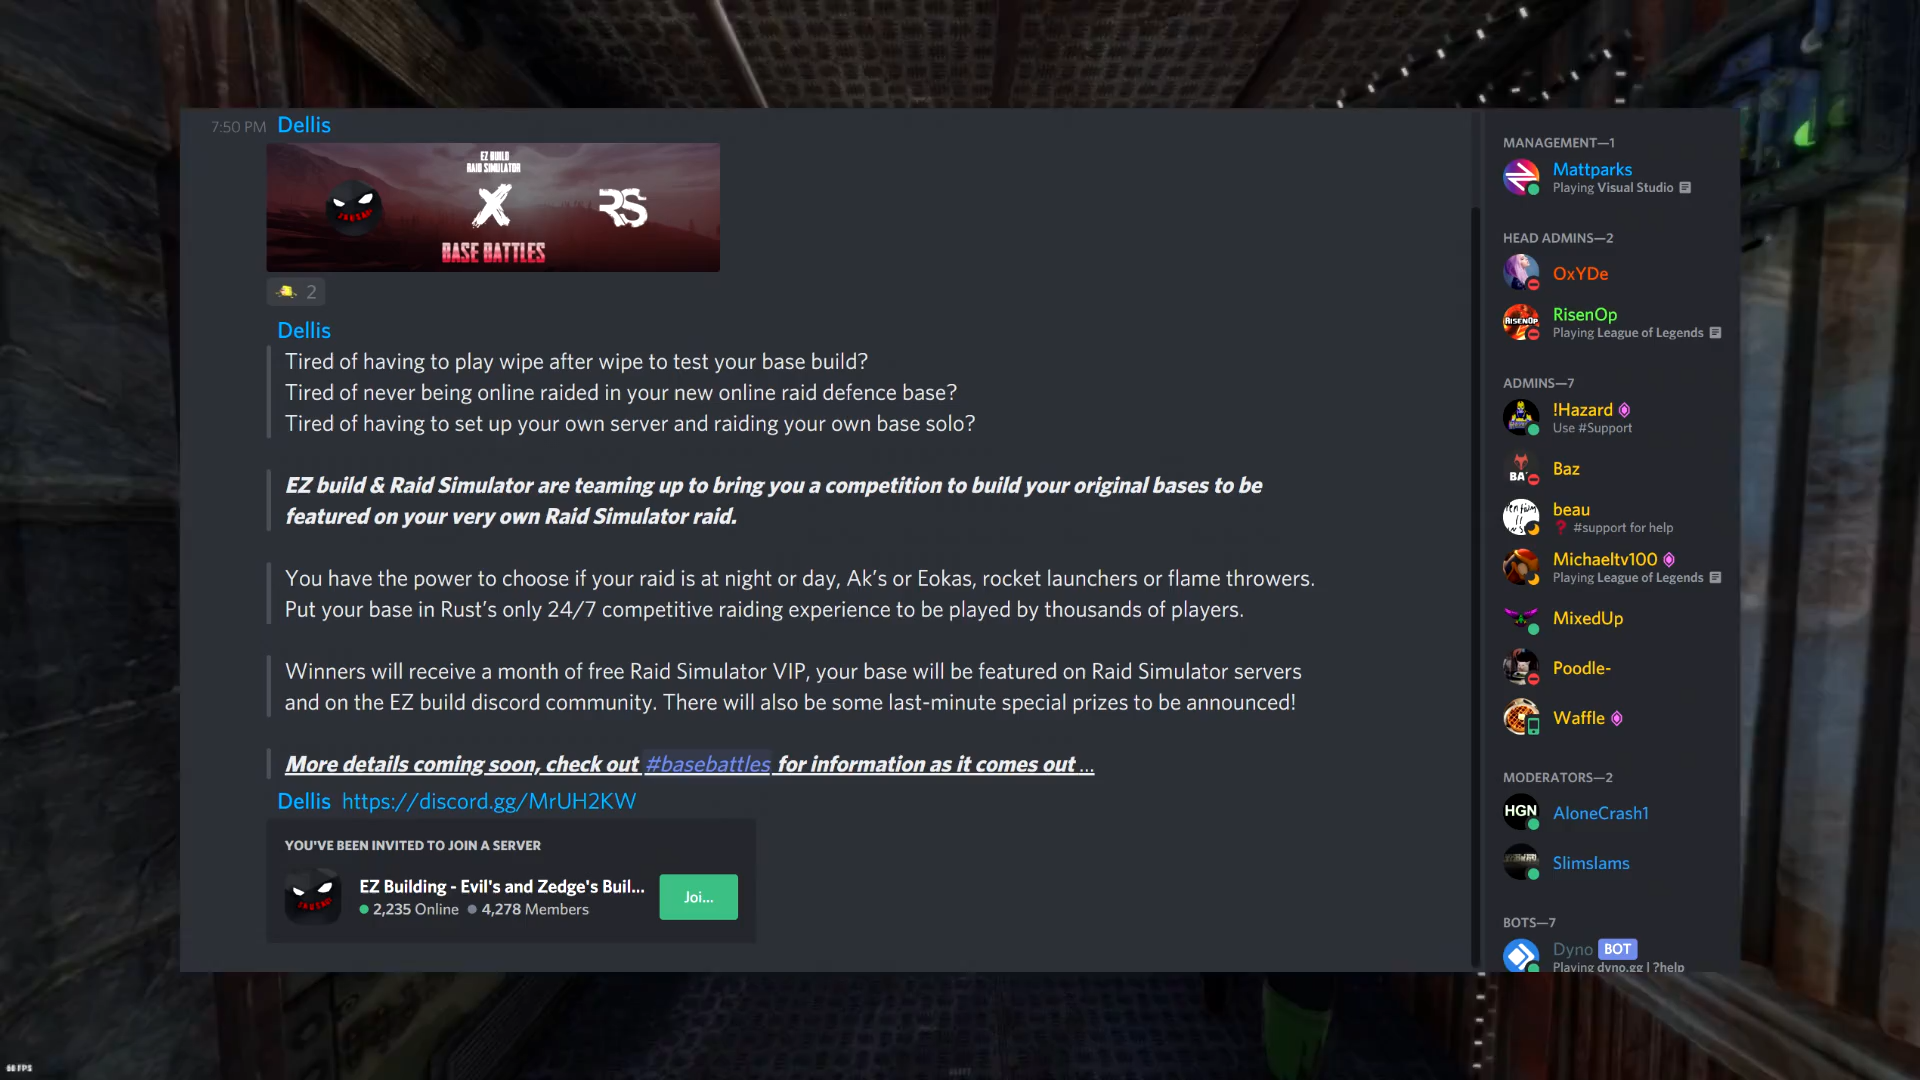 7:50 PM Dellis
EZ BUILD
RAID SIMULATOR
X
RS
BASE BATTLES
2
Dellis
Tired of having to play wipe after wipe to test your base build?
Tired of never being online raided in your new online raid defence base?
Tired of having to set up your own server and raiding your own base solo?
EZ build & Raid Simulator are teaming up to bring you a competition to build your original bases to be
featured on your very own Raid Simulator raid.
You have the power to choose if your raid is at night or day, Ak’s or Eokas, rocket launchers or flame throwers.
Put your base in Rust’s only 24/7 competitive raiding experience to be played by thousands of players.
Winners will receive a month of free Raid Simulator VIP, your base will be featured on Raid Simulator servers
and on the EZ build discord community. There will also be some last-minute special prizes to be announced!
More details coming soon, check out #basebattles for information as it comes out ...
Dellis https://discord.gg/MrUH2KW
YOU'VE BEEN INVITED TO JOIN A SERVER
EZ Building - Evil's and Zedge's Buil...
2,235 Online 4,278 Members
Joi...
MANAGEMENT—1
Mattparks
Playing Visual Studio
HEAD ADMINS—2
OxYDe
RISENOP
RisenOp
Playing League of Legends
ADMINS—7
!Hazard
Use #Support
BA
Baz
beau
? #support for help
Michaeltv100
Playing League of Legends
MixedUp
Poodle-
Waffle
MODERATORS—2
HGN
AloneCrash1
Slimslams
BOTS—7
Dyno BOT
Playing dyno.gg | ?help